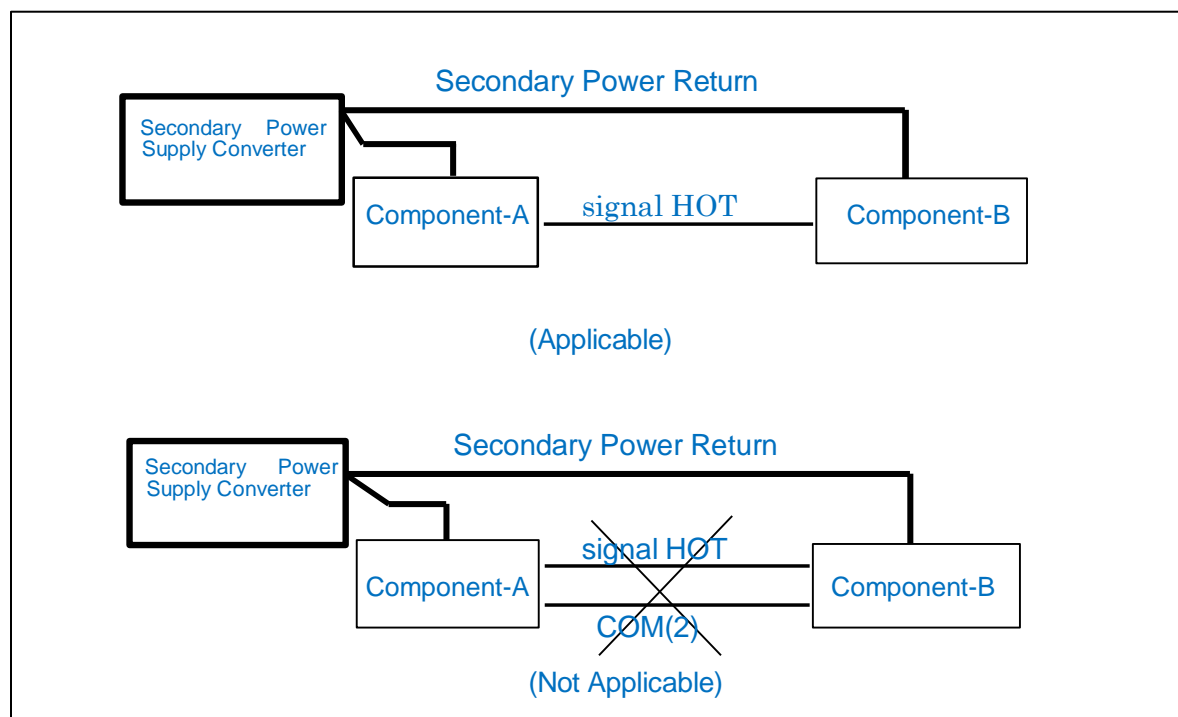 Secondary Power Return
Secondary Power
Supply Converter
Component-A
signal HOT
Component-B
(Applicable)
Secondary Power Return
Secondary Power
Supply Converter
signal HOT
Component-A
Component-B
COM(2)
(Not Applicable)